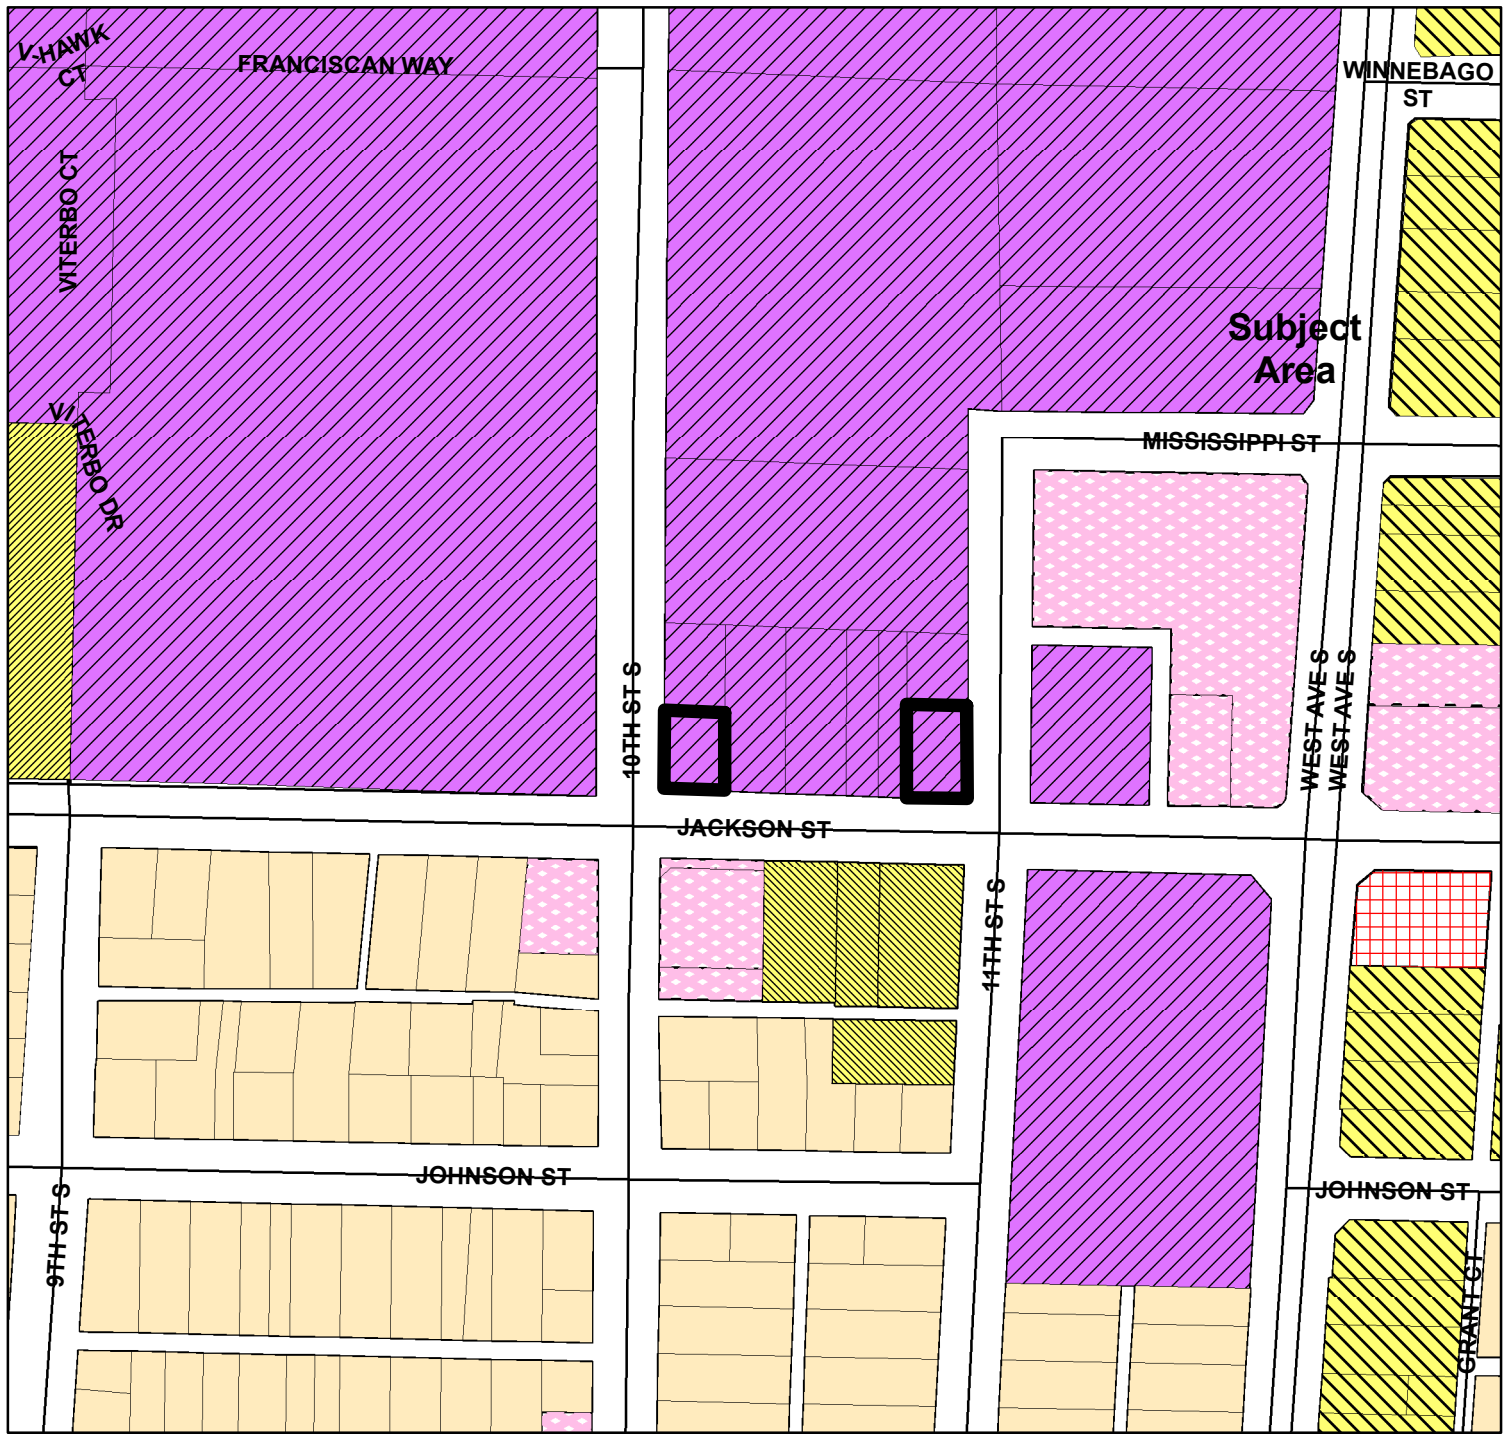 V-HAWK
CT
FRANCISCAN WAY
WINNEBAGO
ST
VITERBO CT
Subject
Area
VITERBO DR
MISSISSIPPI ST
10TH ST S
WEST AVE S
WEST AVE S
JACKSON ST
11TH ST S
JOHNSON ST
JOHNSON ST
9TH ST S
GRANT CT